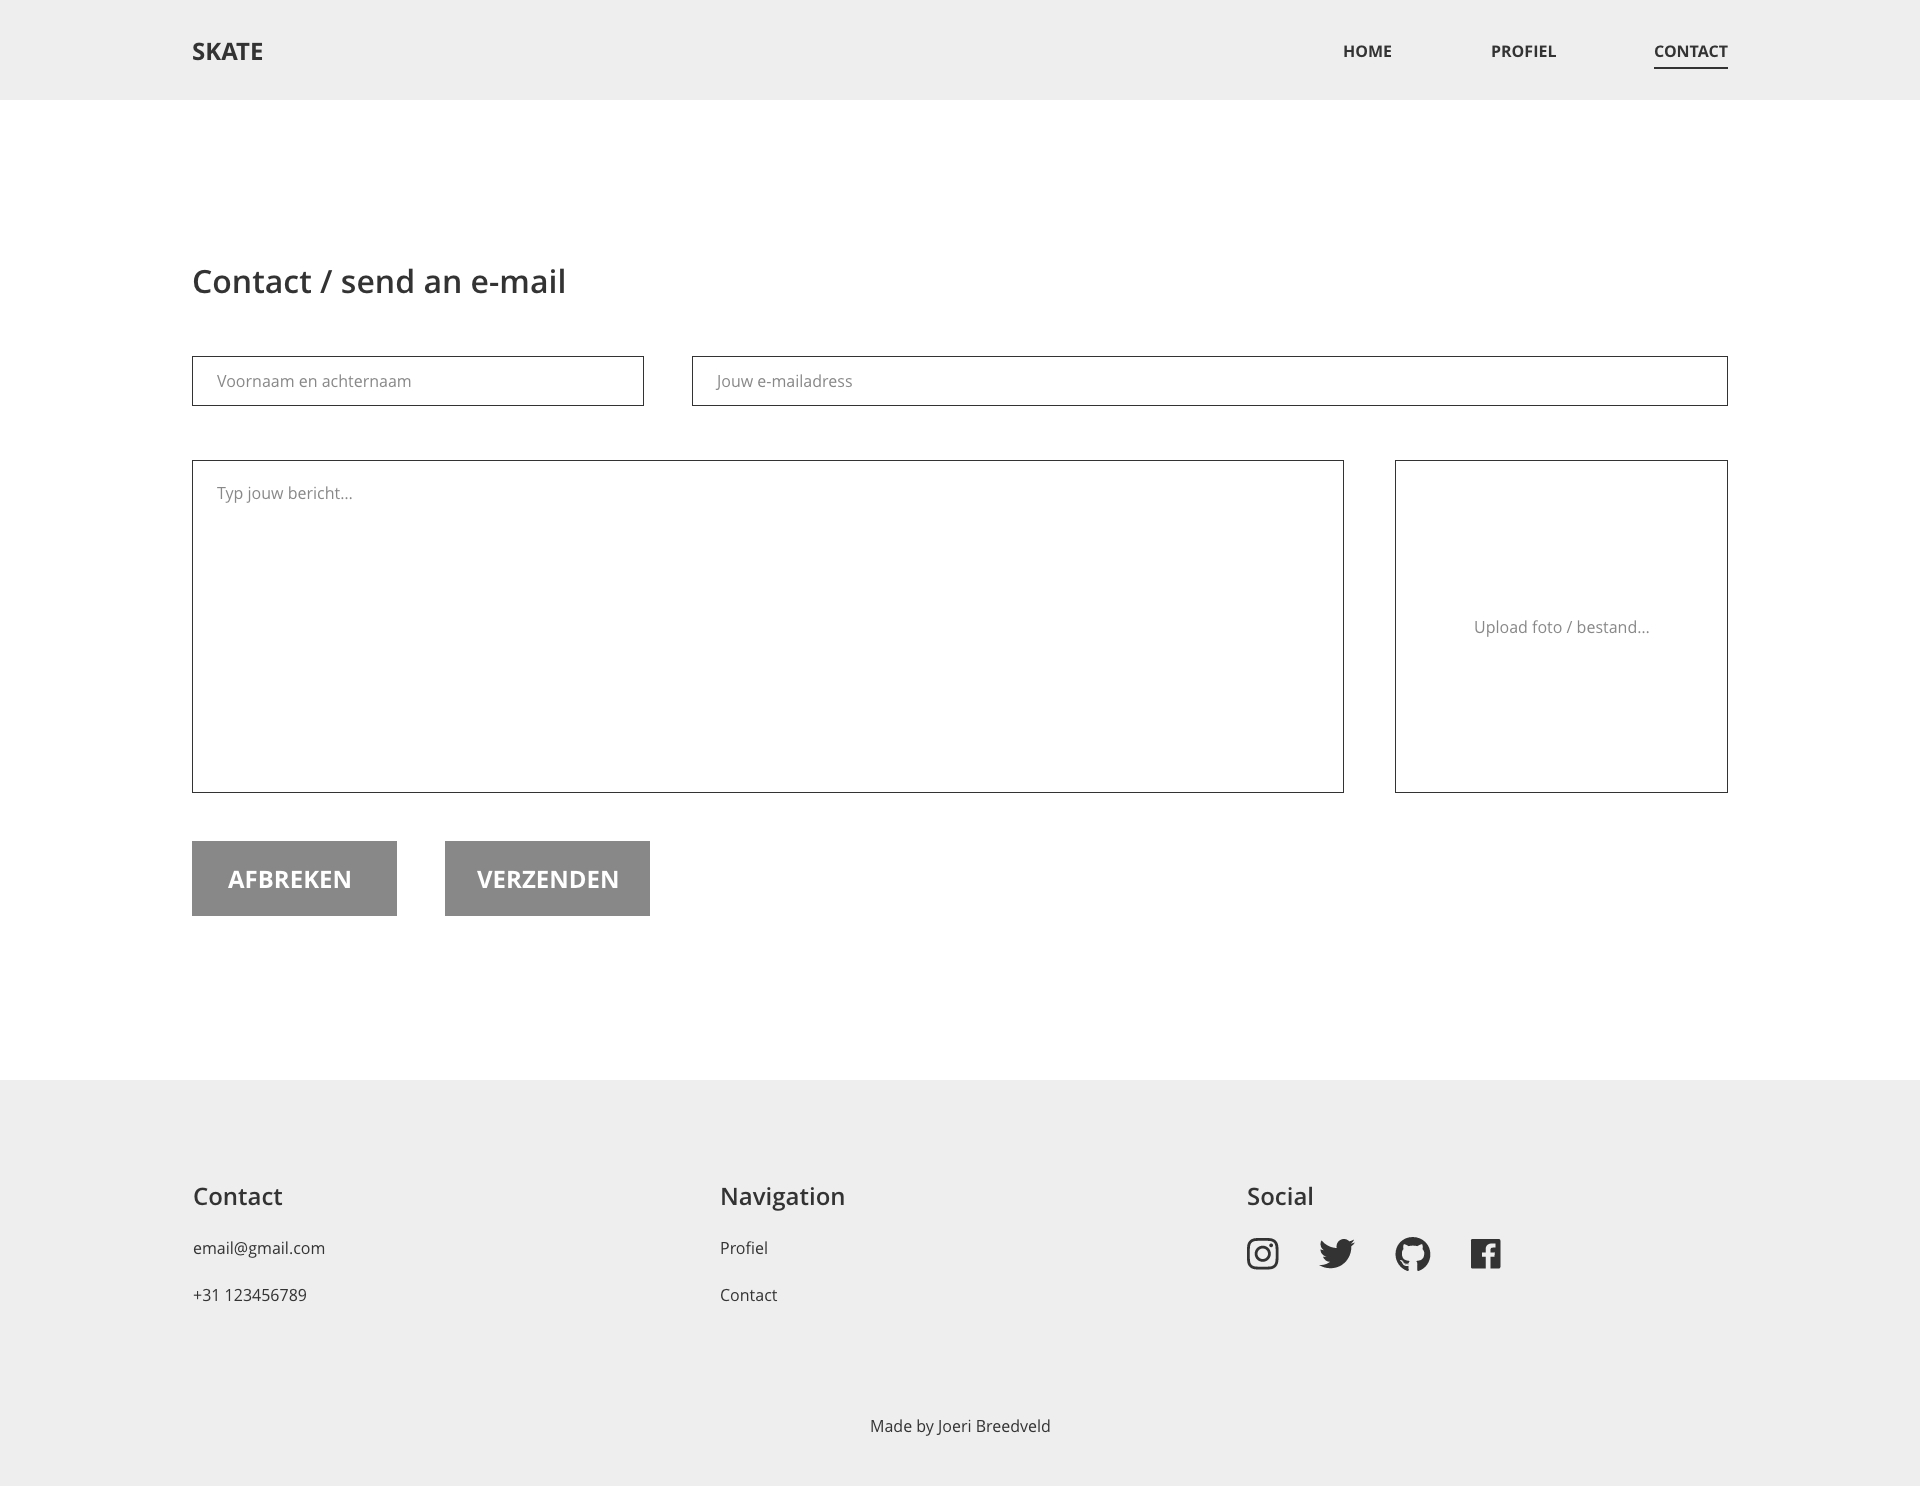 SKATE
HOME
PROFIEL
CONTACT
Contact / send an e-mail
Voornaam en achternaam
Jouw e-mailadress
Typ jouw bericht...
Upload foto / bestand...
AFBREKEN
VERZENDEN
Contact
email@gmail.com
+31 123456789
Navigation
Profiel
Contact
Social
Made by Joeri Breedveld